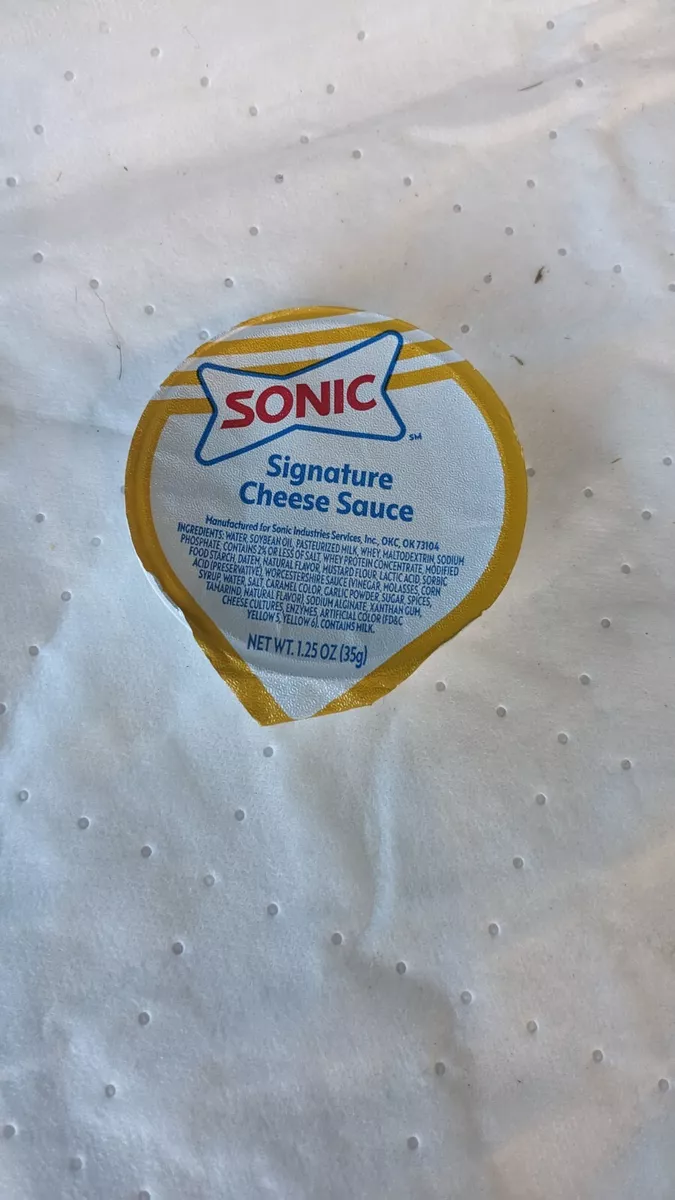 SONIC
SM
Signature
Cheese Sauce
Manufactured for Sonic Industries Services, Inc., OKC, OK 73104
INGREDIENTS: WATER, SOYBEAN OIL, PASTEURIZED MILK, WHEY, MALTODEXTRIN, SODIUM
PHOSPHATE, CONTAINS 2% OR LESS OF SALT, WHEY PROTEIN CONCENTRATE, MODIFIED
FOOD STARCH, DATEM, NATURAL FLAVOR, MUSTARD FLOUR, LACTIC ACID, SORBIC
ACID (PRESERVATIVE), WORCESTERSHIRE SAUCE (VINEGAR, MOLASSES, CORN
SYRUP, WATER, SALT, CARAMEL COLOR, GARLIC POWDER, SUGAR, SPICES,
TAMARIND, NATURAL FLAVOR), SODIUM ALGINATE, XANTHAN GUM,
CHEESE CULTURES, ENZYMES, ARTIFICIAL COLOR (FD&C
YELLOW 5, YELLOW 6). CONTAINS MILK.
NET WT. 1.25 OZ (35g)